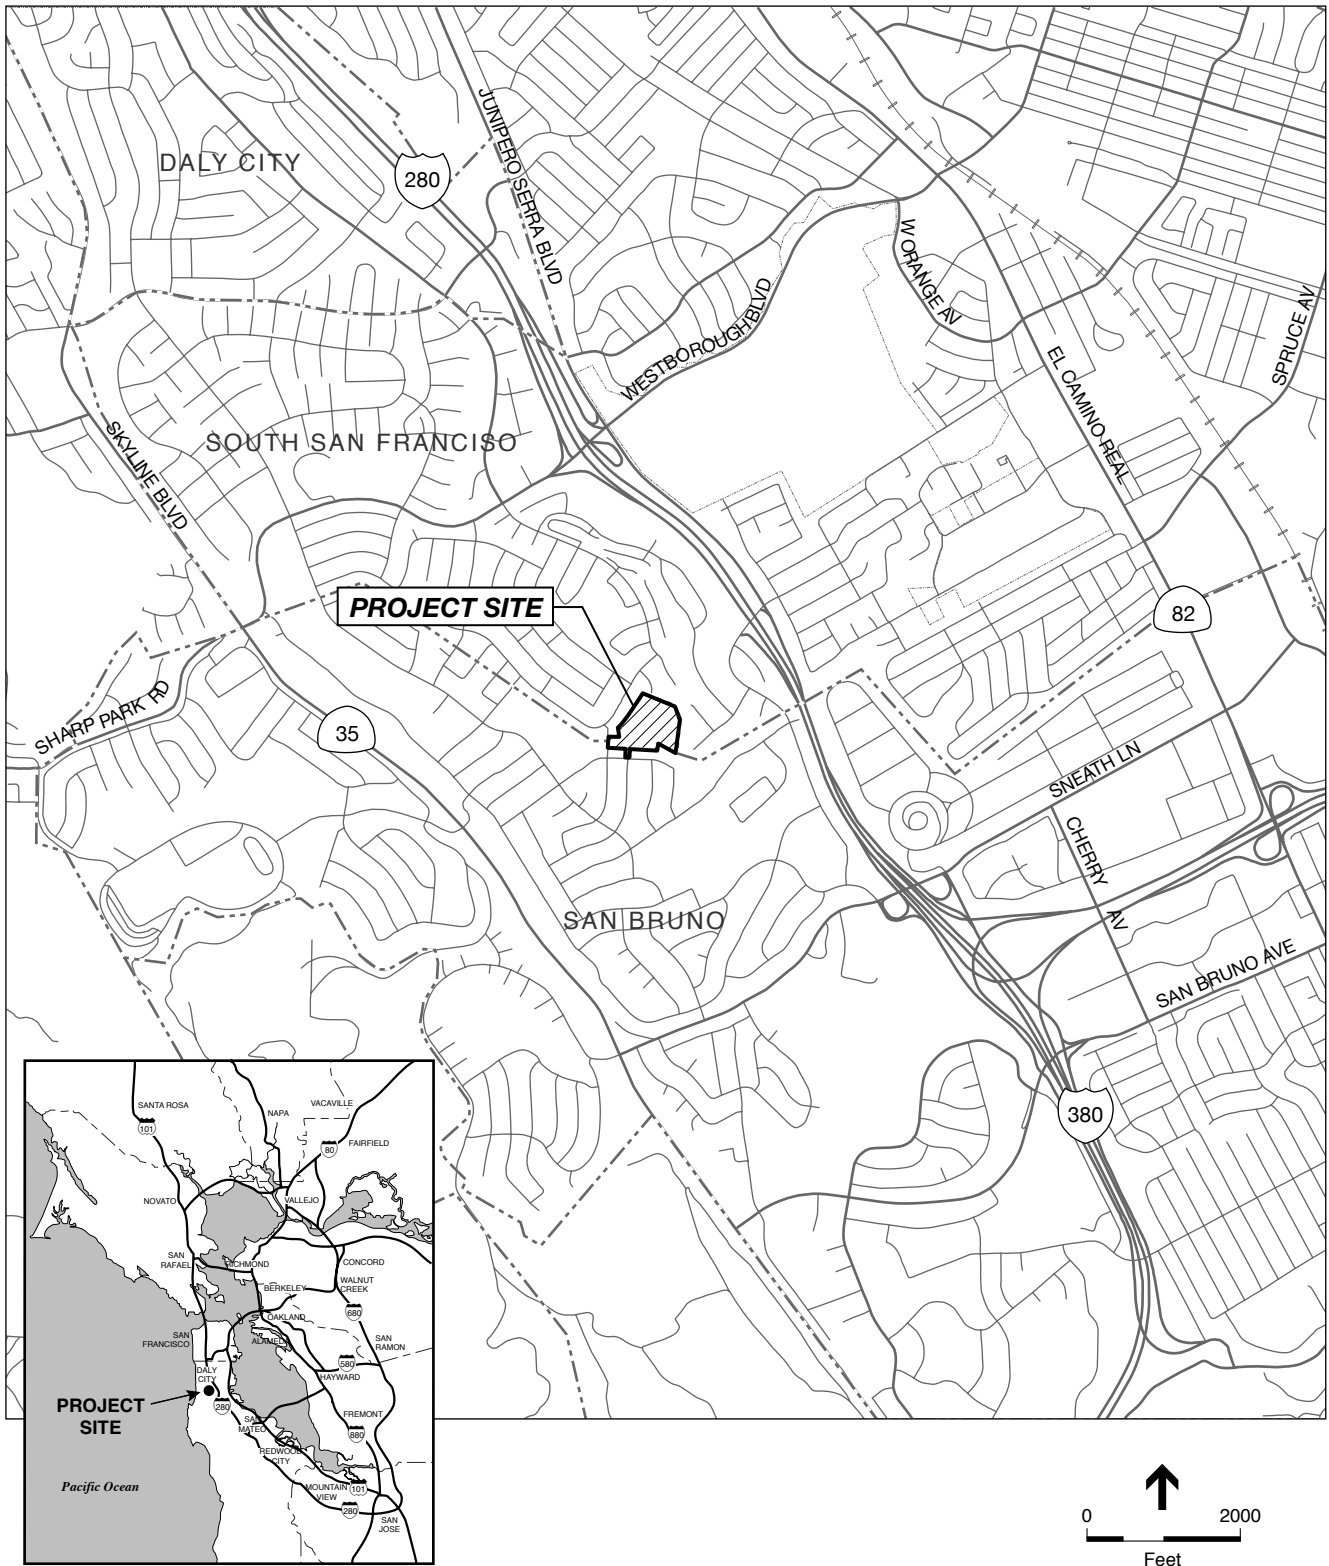 JUNIPERO SERRA BLVD
DALY CITY
280
W ORANGE AV
WESTBOROUGH BLVD
SPRUCE AV
EL CAMINO REAL
SKYLINE BLVD
SOUTH SAN FRANCISO
PROJECT SITE
82
SHARP PARK RD
35
SNEATH LN
CHERRY AV
SAN BRUNO
SAN BRUNO AVE
380
SANTA ROSA
101
NAPA
VACAVILLE
80
FAIRFIELD
NOVATO
VALLEJO
SAN
RAFAEL
RICHMOND
CONCORD
BERKELEY
WALNUT
CREEK
680
OAKLAND
SAN
FRANCISCO
ALAMEDA
SAN
RAMON
580
DALY
CITY
HAYWARD
PROJECT
SITE
280
SAN
MATEO
FREMONT
880
REDWOOD
CITY
Pacific Ocean
MOUNTAIN
VIEW
101
280
SAN
JOSE
0 2000
Feet